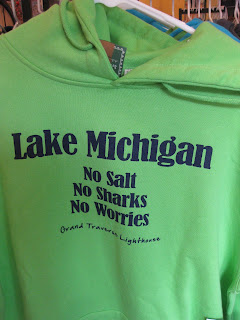 Lake Michigan
No Salt
No Sharks
No Worries
Grand Traverse Lighthouse